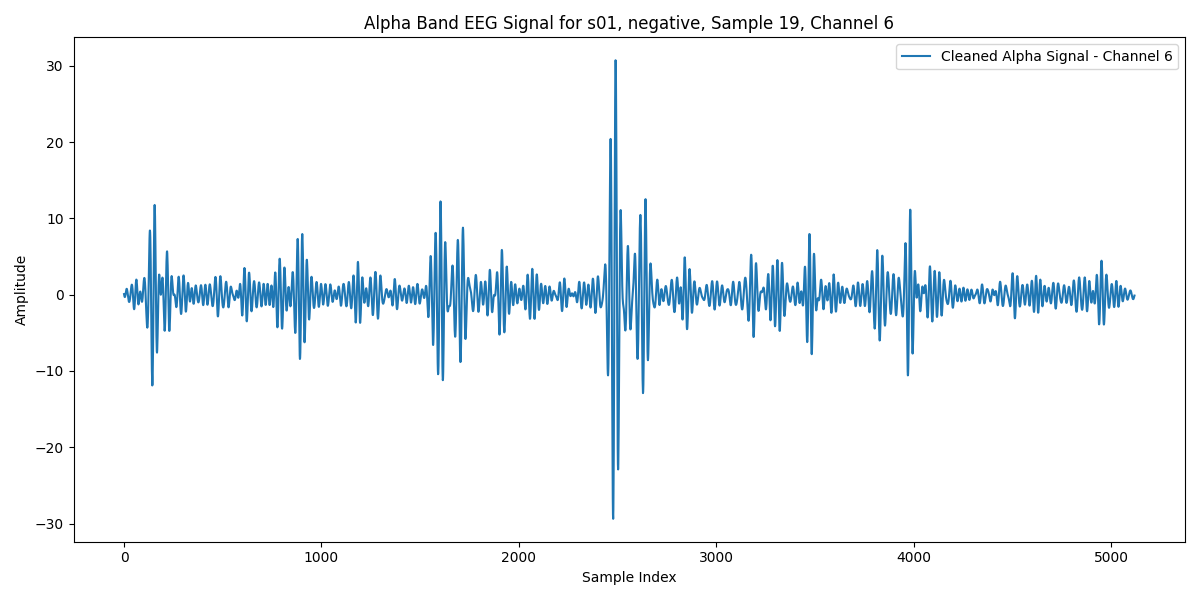 Alpha Band EEG Signal for s01, negative, Sample 19, Channel 6
Cleaned Alpha Signal - Channel 6
Amplitude
30
20
10
0
−10
−20
−30
0 1000 2000 3000 4000 5000
Sample Index